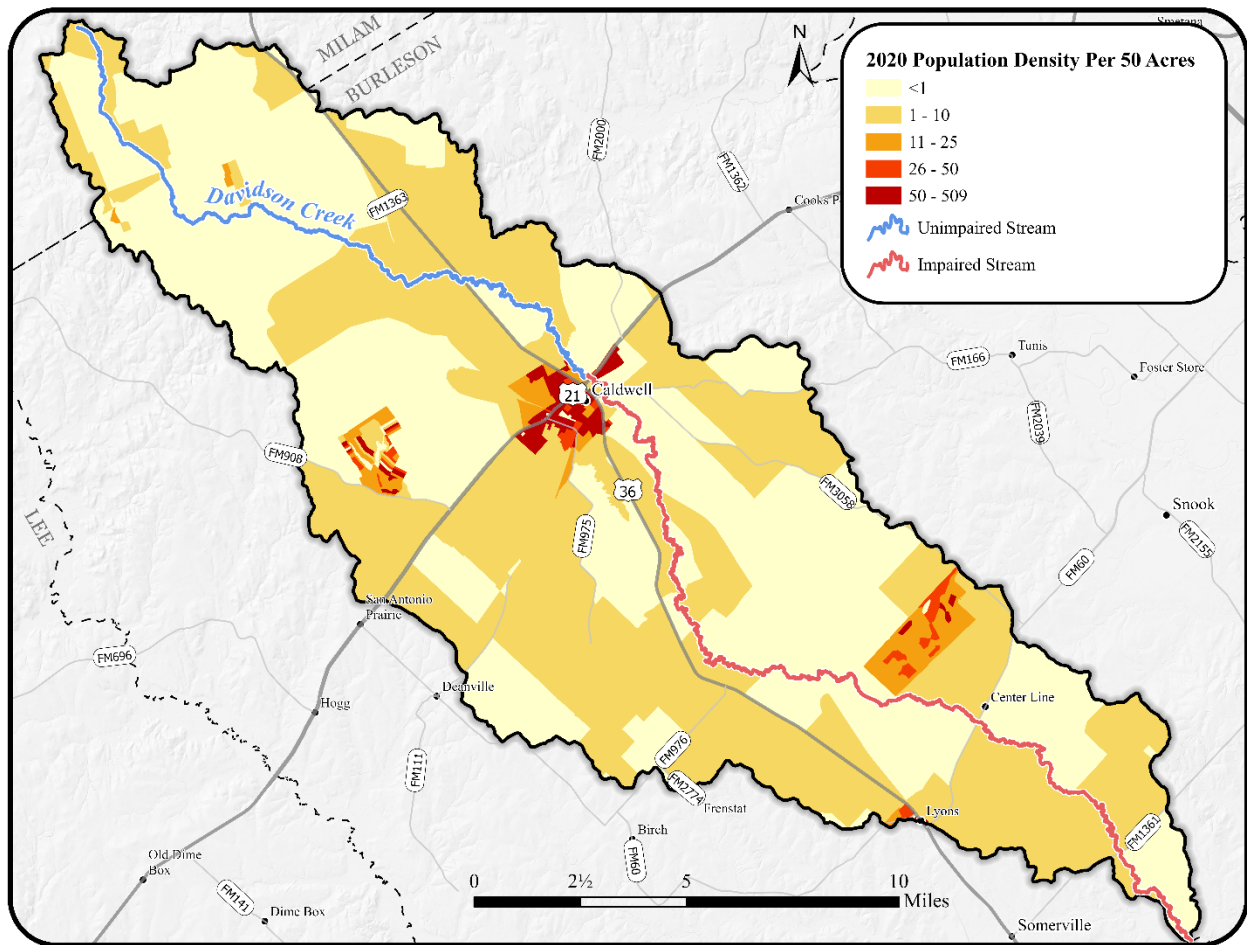 Smetana
N
MILAM
BURLESON
2020 Population Density Per 50 Acres
<1
1 - 10
11 - 25
26 - 50
50 - 509
Unimpaired Stream
Impaired Stream
FM2000
FM1362
Cooks P
Davidson Creek
FM1363
Tunis
FM166
Foster Store
Caldwell
21
FM2039
FM908
36
FM3058
Snook
LEE
FM975
FM2155
FM60
San Antonio
Prairie
FM696
Deanville
Hogg
Center Line
FM976
FM111
FM2774
Frenstat
Lyons
Birch
FM1361
Old Dime
Box
FM60
0
2½
5
10
Miles
FM141
Dime Box
Somerville